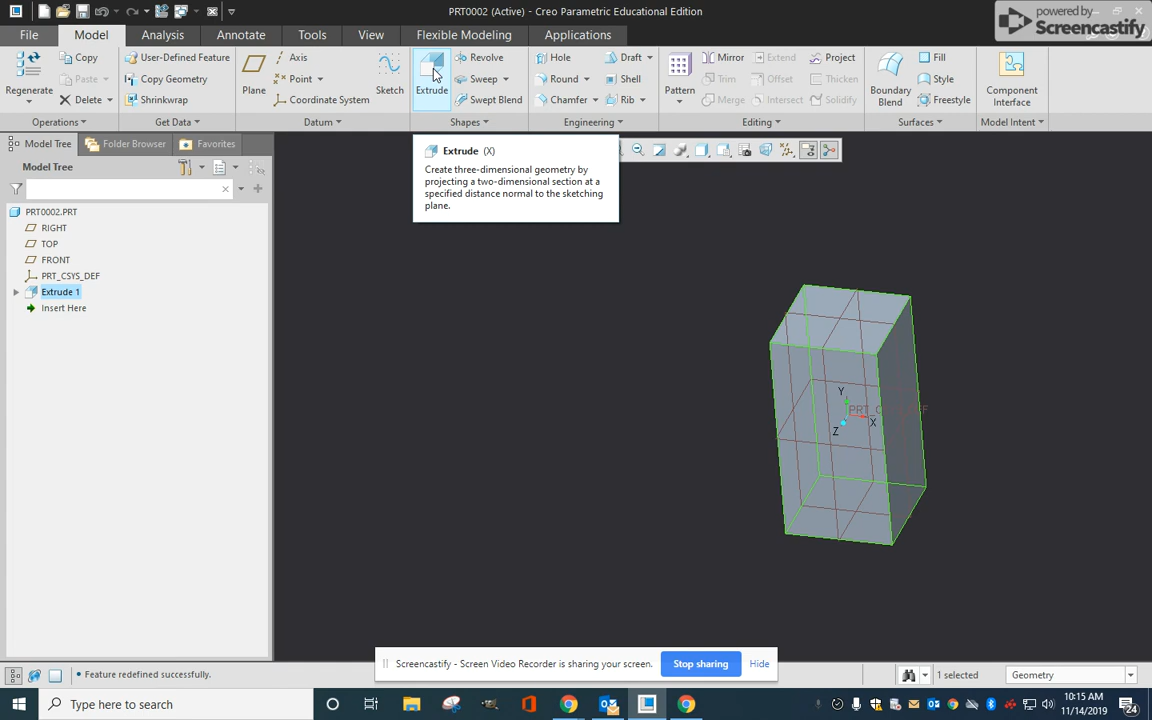 PRT0002 (Active) - Creo Parametric Educational Edition
powered by
Screencastify
File Model Analysis Annotate Tools View Flexible Modeling Applications
Regenerate
Copy
Paste
Delete
Operations
User-Defined Feature
Copy Geometry
Shrinkwrap
Get Data
Plane
Axis
Point
Coordinate System
Sketch
Datum
Extrude
Revolve
Sweep
Swept Blend
Shapes
Hole
Round
Chamfer
Draft
Shell
Rib
Engineering
Pattern
Mirror
Trim
Merge
Extend
Offset
Intersect
Project
Thicken
Solidify
Editing
Boundary
Blend
Fill
Style
Freestyle
Surfaces
Component
Interface
Model Intent
Model Tree Folder Browser Favorites
Model Tree
Extrude (X)
Create three-dimensional geometry by
projecting a two-dimensional section at a
specified distance normal to the sketching
plane.
PRT0002.PRT
RIGHT
TOP
FRONT
PRT_CSYS_DEF
Extrude 1
Insert Here
Y
X
Z
Screencastify - Screen Video Recorder is sharing your screen. Stop sharing Hide
Feature redefined successfully.
1 selected Geometry
Type here to search
10:15 AM
11/14/2019
24